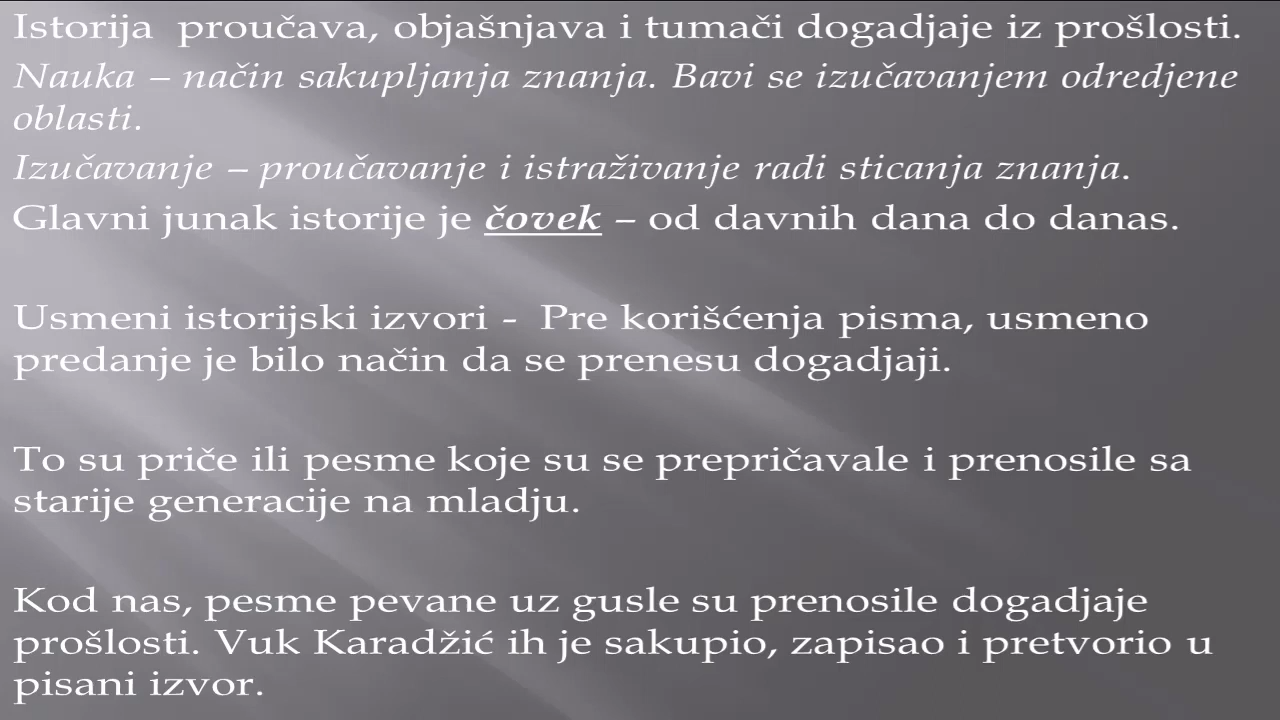 Istorija  proučava, objašnjava i tumači dogadjaje iz prošlosti.
Nauka – način sakupljanja znanja. Bavi se izučavanjem odredjene
oblasti.
Izučavanje – proučavanje i istraživanje radi sticanja znanja.
Glavni junak istorije je čovek – od davnih dana do danas.
Usmeni istorijski izvori -  Pre korišćenja pisma, usmeno
predanje je bilo način da se prenesu dogadjaji.
To su priče ili pesme koje su se prepričavale i prenosile sa
starije generacije na mladju.
Kod nas, pesme pevane uz gusle su prenosile dogadjaje
prošlosti. Vuk Karadžić ih je sakupio, zapisao i pretvorio u
pisani izvor.